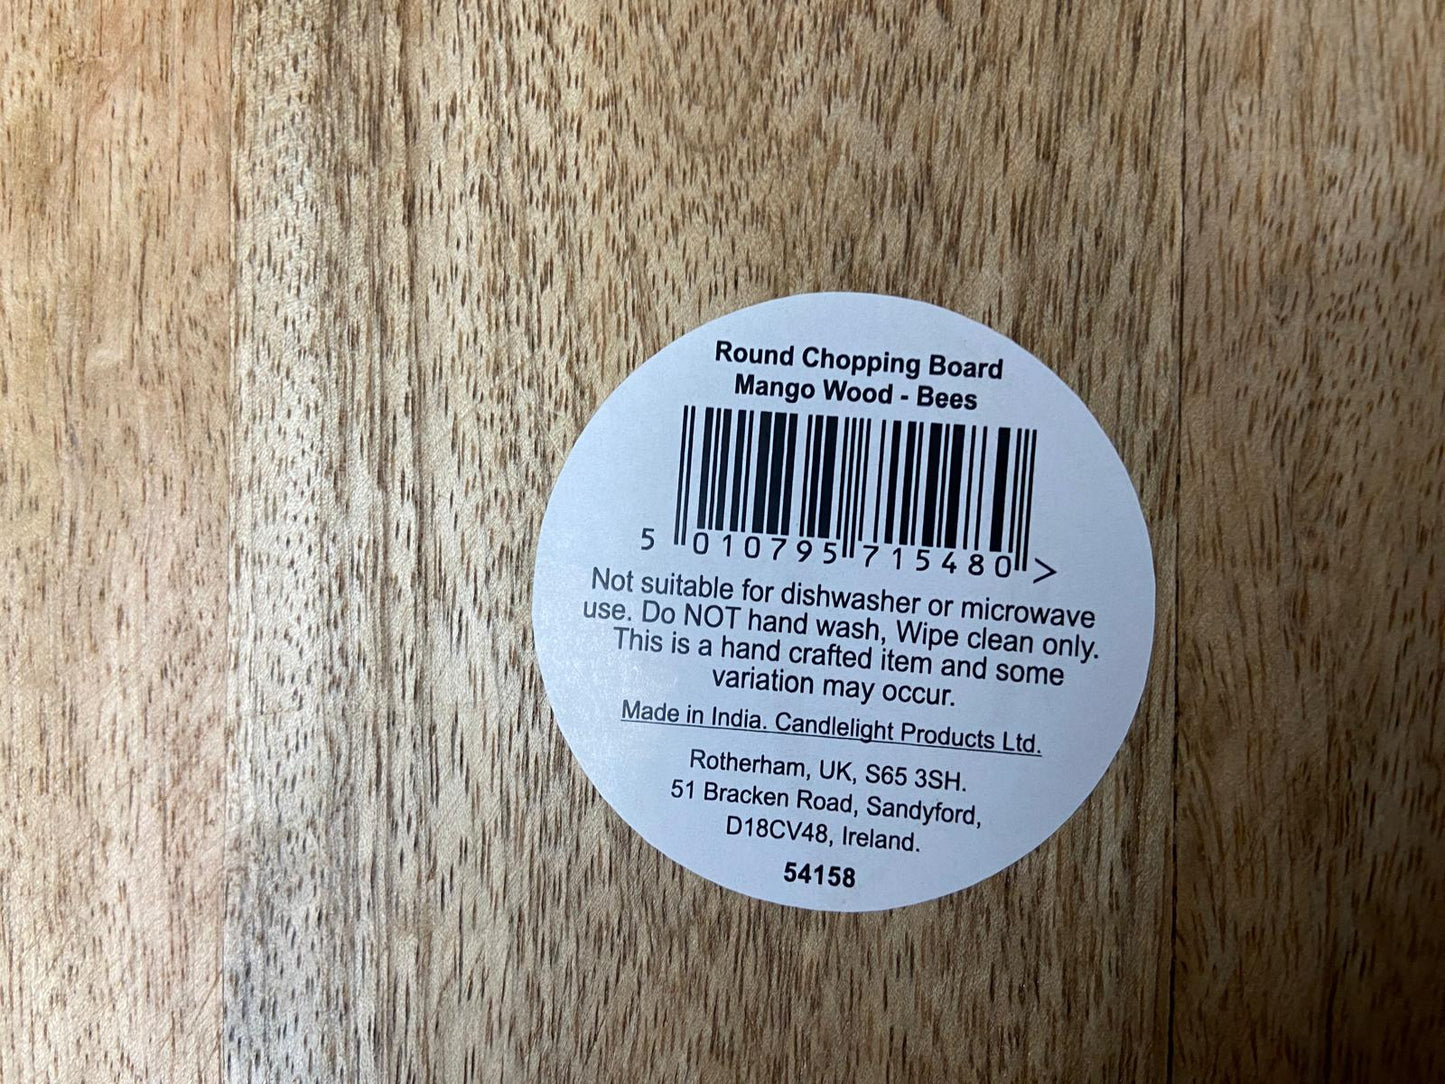 Round Chopping Board
Mango Wood - Bees
5 010795 715480 >
Not suitable for dishwasher or microwave
use. Do NOT hand wash, Wipe clean only.
This is a hand crafted item and some
variation may occur.
Made in India. Candlelight Products Ltd.
Rotherham, UK, S65 3SH.
51 Bracken Road, Sandyford,
D18CV48, Ireland.
54158